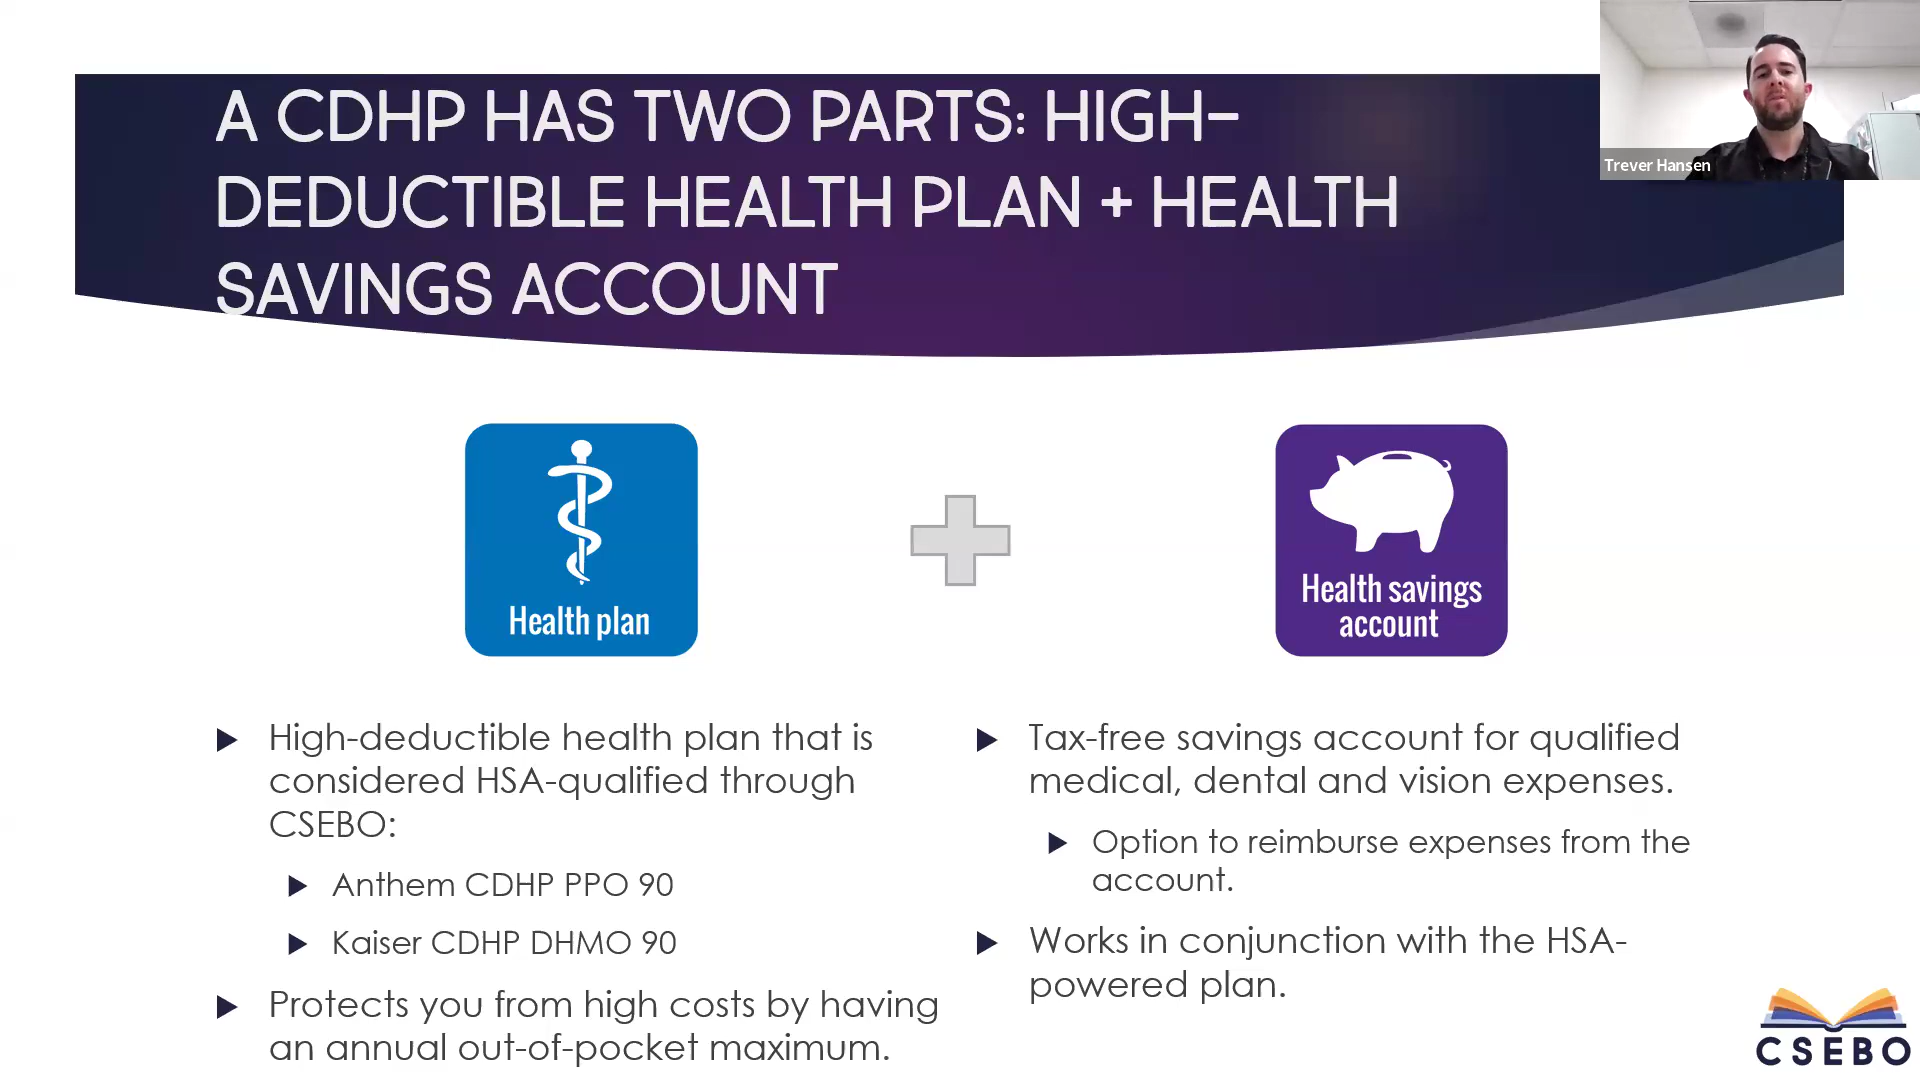 A CDHP HAS TWO PARTS: HIGH-
DEDUCTIBLE HEALTH PLAN + HEALTH
SAVINGS ACCOUNT
Trever Hansen
Health plan
Health savings
account
High-deductible health plan that is
considered HSA-qualified through
CSEBO:
Anthem CDHP PPO 90
Kaiser CDHP DHMO 90
Protects you from high costs by having
an annual out-of-pocket maximum.
Tax-free savings account for qualified
medical, dental and vision expenses.
Option to reimburse expenses from the
account.
Works in conjunction with the HSA-
powered plan.
CSEBO